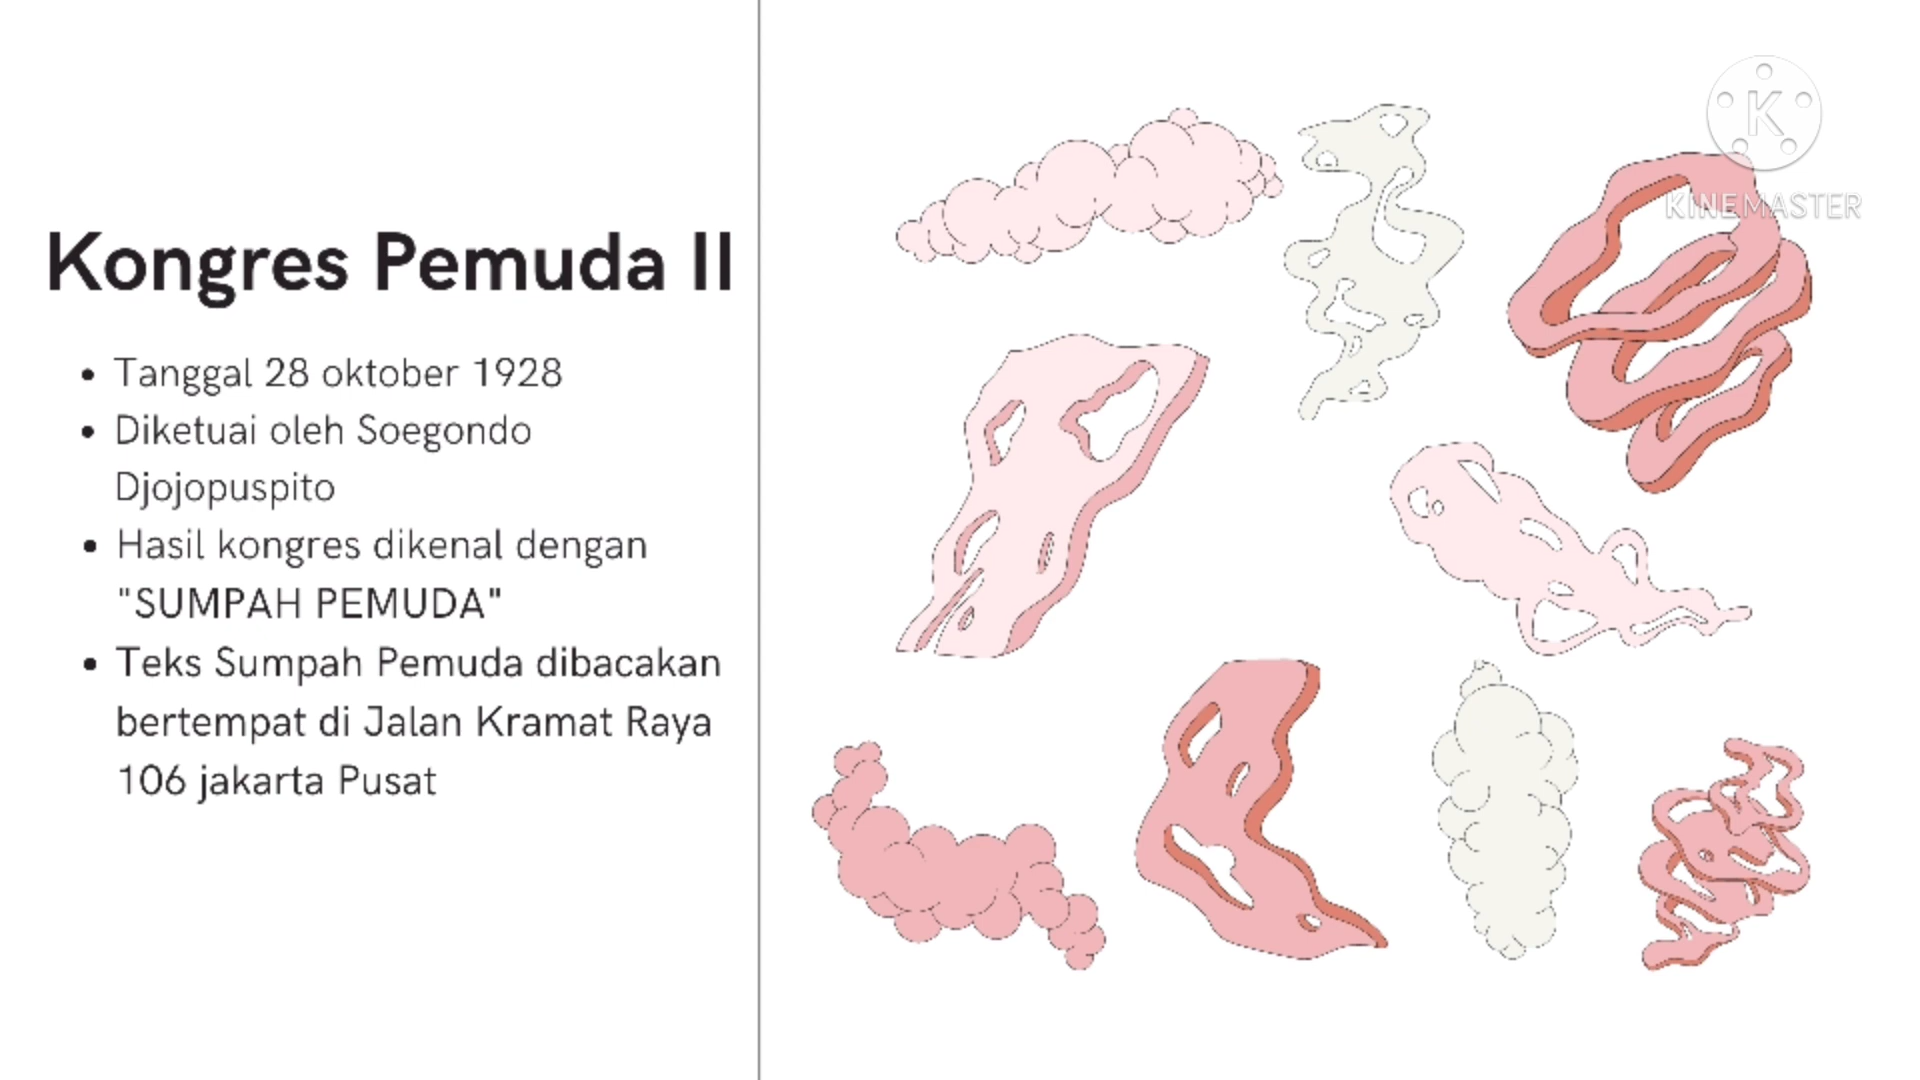 Kongres Pemuda II
• Tanggal 28 oktober 1928
• Diketuai oleh Soegondo
Djojopuspito
• Hasil kongres dikenal dengan
"SUMPAH PEMUDA"
• Teks Sumpah Pemuda dibacakan
bertempat di Jalan Kramat Raya
106 jakarta Pusat
K
KINEMASTER